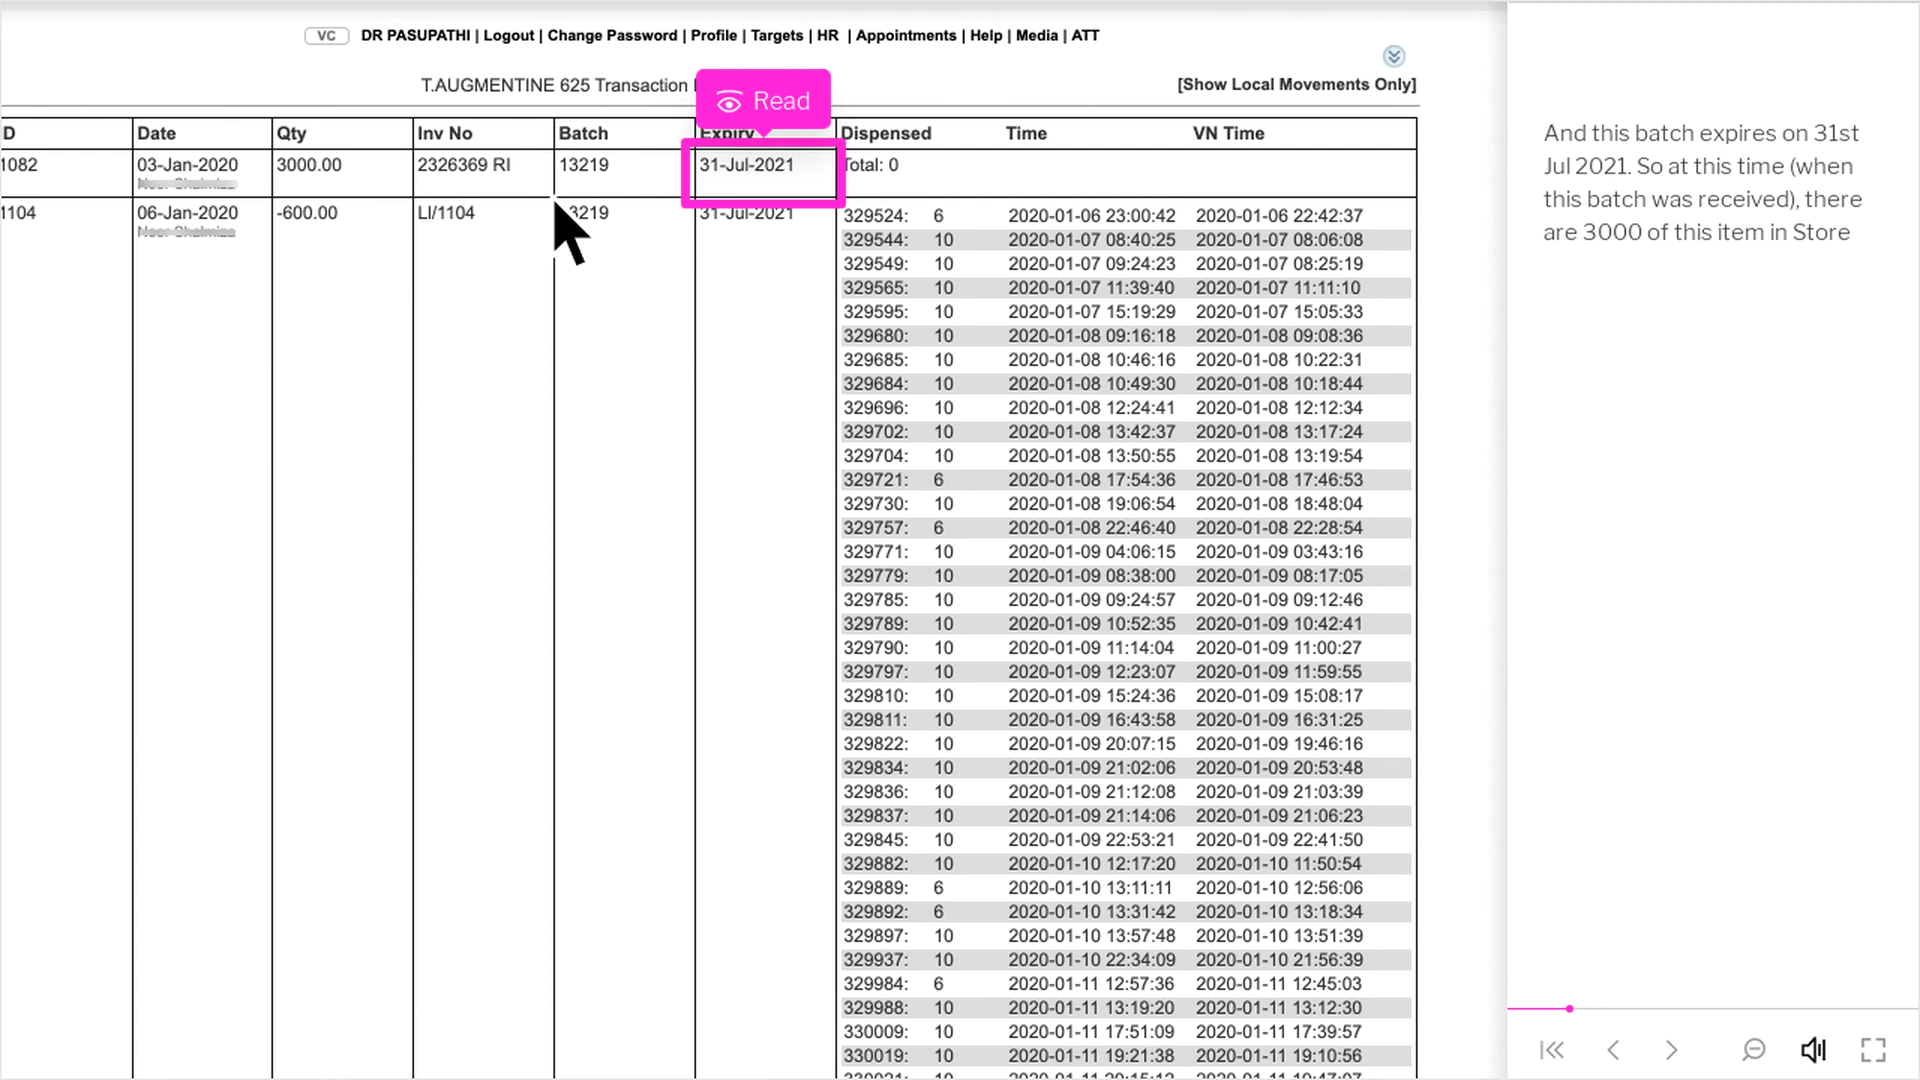 VC DR PASUPATHI | Logout | Change Password | Profile | Targets | HR | Appointments | Help | Media | ATT
T.AUGMENTINE 625 Transaction
[Show Local Movements Only]
Read
D Date Qty Inv No Batch Expiry Dispensed Time VN Time
1082 03-Jan-2020 3000.00 2326369 RI 13219 31-Jul-2021 Total: 0
1104 06-Jan-2020 -600.00 LI/1104 3219 31-Jul-2021
329524: 6 2020-01-06 23:00:42 2020-01-06 22:42:37
329544: 10 2020-01-07 08:40:25 2020-01-07 08:06:08
329549: 10 2020-01-07 09:24:23 2020-01-07 08:25:19
329565: 10 2020-01-07 11:39:40 2020-01-07 11:11:10
329595: 10 2020-01-07 15:19:29 2020-01-07 15:05:33
329680: 10 2020-01-08 09:16:18 2020-01-08 09:08:36
329685: 10 2020-01-08 10:46:16 2020-01-08 10:22:31
329684: 10 2020-01-08 10:49:30 2020-01-08 10:18:44
329696: 10 2020-01-08 12:24:41 2020-01-08 12:12:34
329702: 10 2020-01-08 13:42:37 2020-01-08 13:17:24
329704: 10 2020-01-08 13:50:55 2020-01-08 13:19:54
329721: 6 2020-01-08 17:54:36 2020-01-08 17:46:53
329730: 10 2020-01-08 19:06:54 2020-01-08 18:48:04
329757: 6 2020-01-08 22:46:40 2020-01-08 22:28:54
329771: 10 2020-01-09 04:06:15 2020-01-09 03:43:16
329779: 10 2020-01-09 08:38:00 2020-01-09 08:17:05
329785: 10 2020-01-09 09:24:57 2020-01-09 09:12:46
329789: 10 2020-01-09 10:52:35 2020-01-09 10:42:41
329790: 10 2020-01-09 11:14:04 2020-01-09 11:00:27
329797: 10 2020-01-09 12:23:07 2020-01-09 11:59:55
329810: 10 2020-01-09 15:24:36 2020-01-09 15:08:17
329811: 10 2020-01-09 16:43:58 2020-01-09 16:31:25
329822: 10 2020-01-09 20:07:15 2020-01-09 19:46:16
329834: 10 2020-01-09 21:02:06 2020-01-09 20:53:48
329836: 10 2020-01-09 21:12:08 2020-01-09 21:03:39
329837: 10 2020-01-09 21:14:06 2020-01-09 21:06:23
329845: 10 2020-01-09 22:53:21 2020-01-09 22:41:50
329882: 10 2020-01-10 12:17:20 2020-01-10 11:50:54
329889: 6 2020-01-10 13:11:11 2020-01-10 12:56:06
329892: 6 2020-01-10 13:31:42 2020-01-10 13:18:34
329897: 10 2020-01-10 13:57:48 2020-01-10 13:51:39
329937: 10 2020-01-10 22:34:09 2020-01-10 21:56:39
329984: 6 2020-01-11 12:57:36 2020-01-11 12:45:03
329988: 10 2020-01-11 13:19:20 2020-01-11 13:12:30
330009: 10 2020-01-11 17:51:09 2020-01-11 17:39:57
330019: 10 2020-01-11 19:21:38 2020-01-11 19:10:56
And this batch expires on 31st
Jul 2021. So at this time (when
this batch was received), there
are 3000 of this item in Store